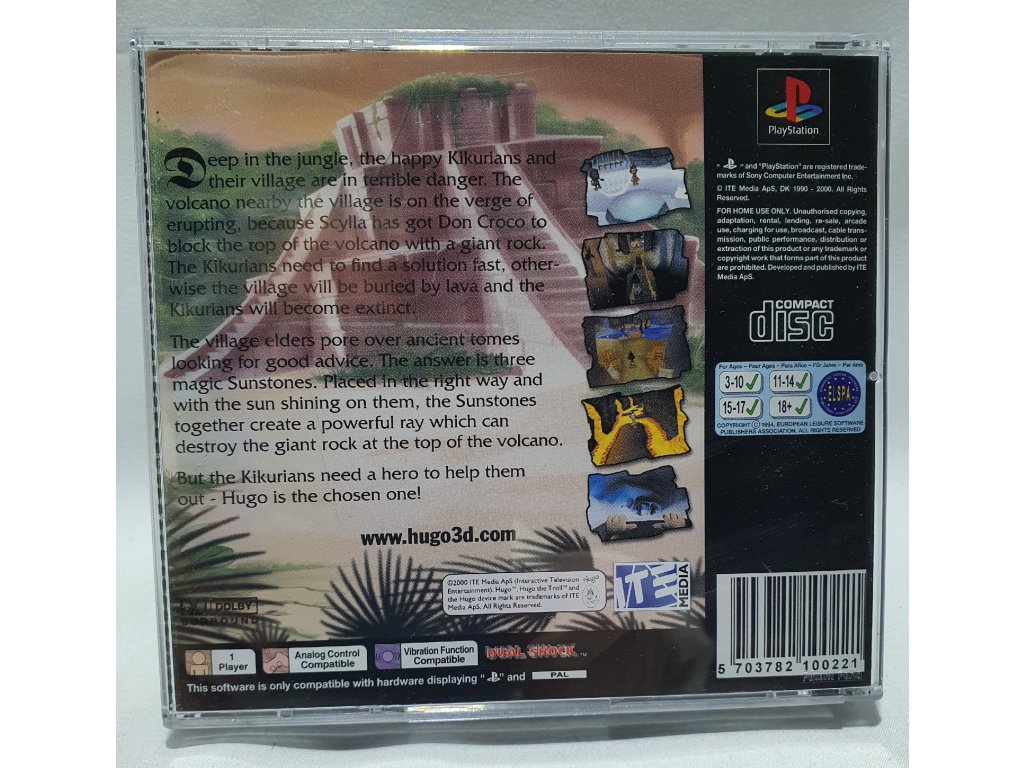 Deep in the jungle, the happy Kikurians and
their village are in terrible danger. The
volcano nearby the village is on the verge of
erupting, because Scylla has got Don Croco to
block the top of the volcano with a giant rock.
The Kikurians need to find a solution fast, other-
wise the village will be buried by lava and the
Kikurians will become extinct.
The village elders pore over ancient tomes
looking for good advice. The answer is three
magic Sunstones. Placed in the right way and
with the sun shining on them, the Sunstones
together create a powerful ray which can
destroy the giant rock at the top of the volcano.
But the Kikurians need a hero to help them
out - Hugo is the chosen one!
www.hugo3d.com
©2000 ITE Media ApS (Interactive Television
Entertainment). Hugo™, Hugo the Troll™ and
the Hugo device mark are trademarks of ITE
Media ApS. All Rights Reserved.
ITE
MEDIA
DOLBY
SURROUND
1
Player
Analog Control
Compatible
Vibration Function
Compatible
DUAL SHOCK™
This software is only compatible with hardware displaying " " and PAL
PlayStation
" " and "PlayStation" are registered trade-
marks of Sony Computer Entertainment Inc.
© ITE Media ApS, DK 1990 - 2000. All Rights
Reserved.
FOR HOME USE ONLY. Unauthorised copying,
adaptation, rental, lending, re-sale, arcade
use, charging for use, broadcast, cable trans-
mission, public performance, distribution or
extraction of this product or any trademark or
copyright work that forms part of this product
are prohibited. Developed and published by ITE
Media ApS.
COMPACT
disc
For Ages - Pour Ages - Para Años - Für Jahre - Per Anni
3-10 11-14
15-17 18+
ELSPA
COPYRIGHT © 1994, EUROPEAN LEISURE SOFTWARE
PUBLISHERS ASSOCIATION. ALL RIGHTS RESERVED
5 703782 100221